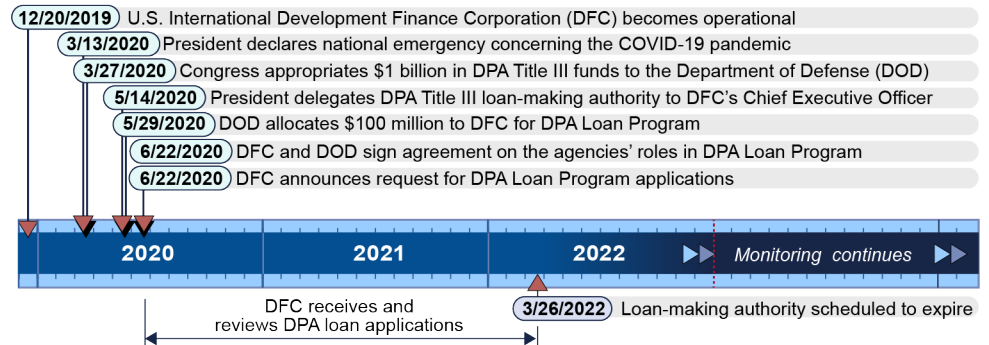 12/20/2019 U.S. International Development Finance Corporation (DFC) becomes operational
3/13/2020 President declares national emergency concerning the COVID-19 pandemic
3/27/2020 Congress appropriates $1 billion in DPA Title III funds to the Department of Defense (DOD)
5/14/2020 President delegates DPA Title III loan-making authority to DFC's Chief Executive Officer
5/29/2020 DOD allocates $100 million to DFC for DPA Loan Program
6/22/2020 DFC and DOD sign agreement on the agencies' roles in DPA Loan Program
6/22/2020 DFC announces request for DPA Loan Program applications
2020 2021 2022 Monitoring continues
DFC receives and
reviews DPA loan applications
3/26/2022 Loan-making authority scheduled to expire